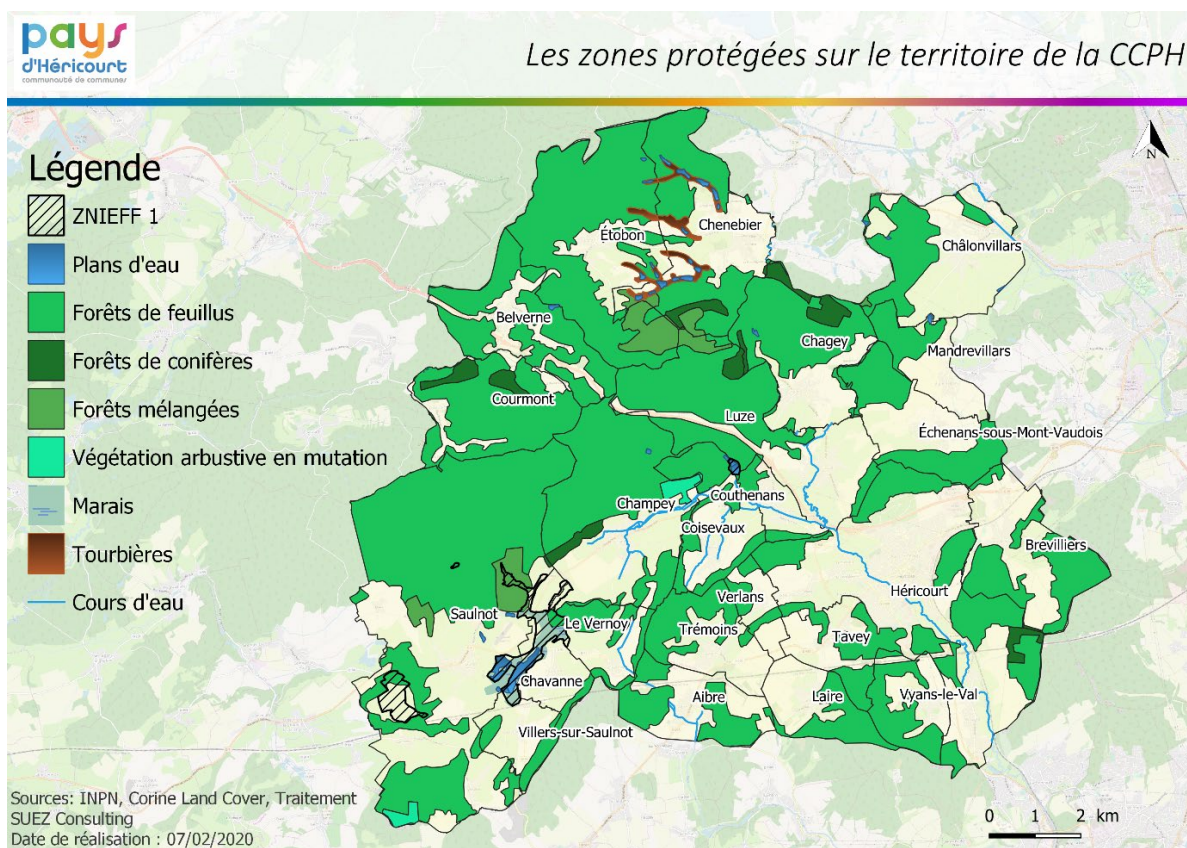 pays
d'Héricourt
communauté de communes
Les zones protégées sur le territoire de la CCPH
Légende
ZNIEFF 1
Plans d'eau
Forêts de feuillus
Forêts de conifères
Forêts mélangées
Végétation arbustive en mutation
Marais
Tourbières
Cours d'eau
N
Chenebier
Étobon
Châlonvillars
Belverne
Chagey
Mandrevillars
Courmont
Luze
Échenans-sous-Mont-Vaudois
Champey
Couthenans
Coisevaux
Brevilliers
Héricourt
Verlans
Saulnot
Le Vernoy
Trémoins
Tavey
Chavanne
Aibre
Laire
Vyans-le-Val
Villers-sur-Saulnot
Sources: INPN, Corine Land Cover, Traitement
SUEZ Consulting
Date de réalisation : 07/02/2020
0 1 2 km